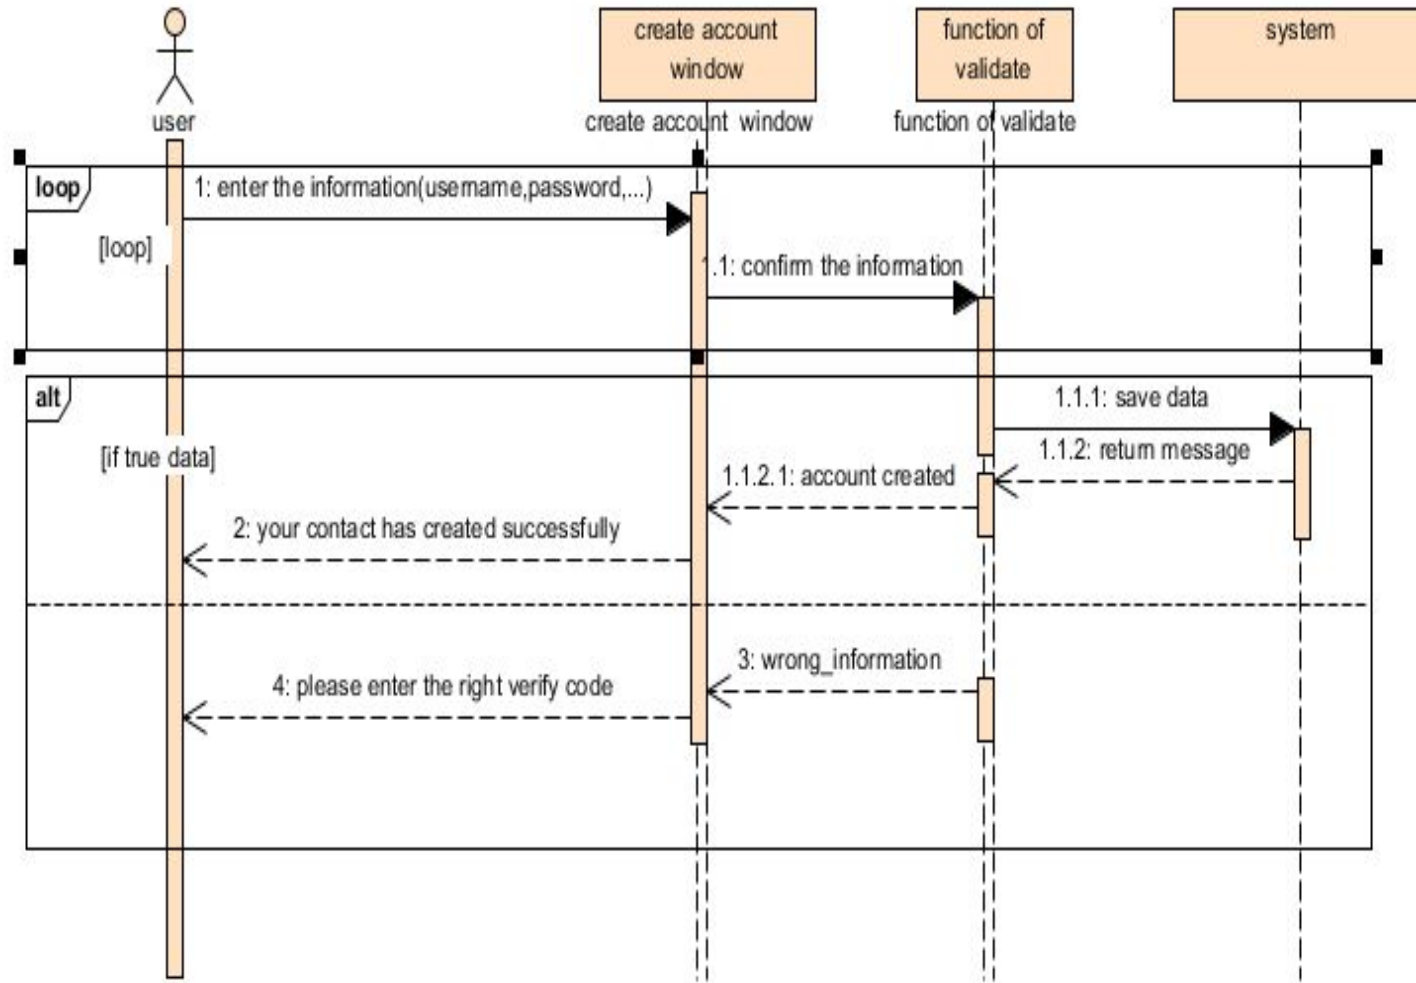 create account
window
function of
validate
system
user
create account window
function of validate
loop
1: enter the information(username,password,...)
[loop]
1.1: confirm the information
alt
1.1.1: save data
[if true data]
1.1.2: return message
1.1.2.1: account created
2: your contact has created successfully
3: wrong_information
4: please enter the right verify code